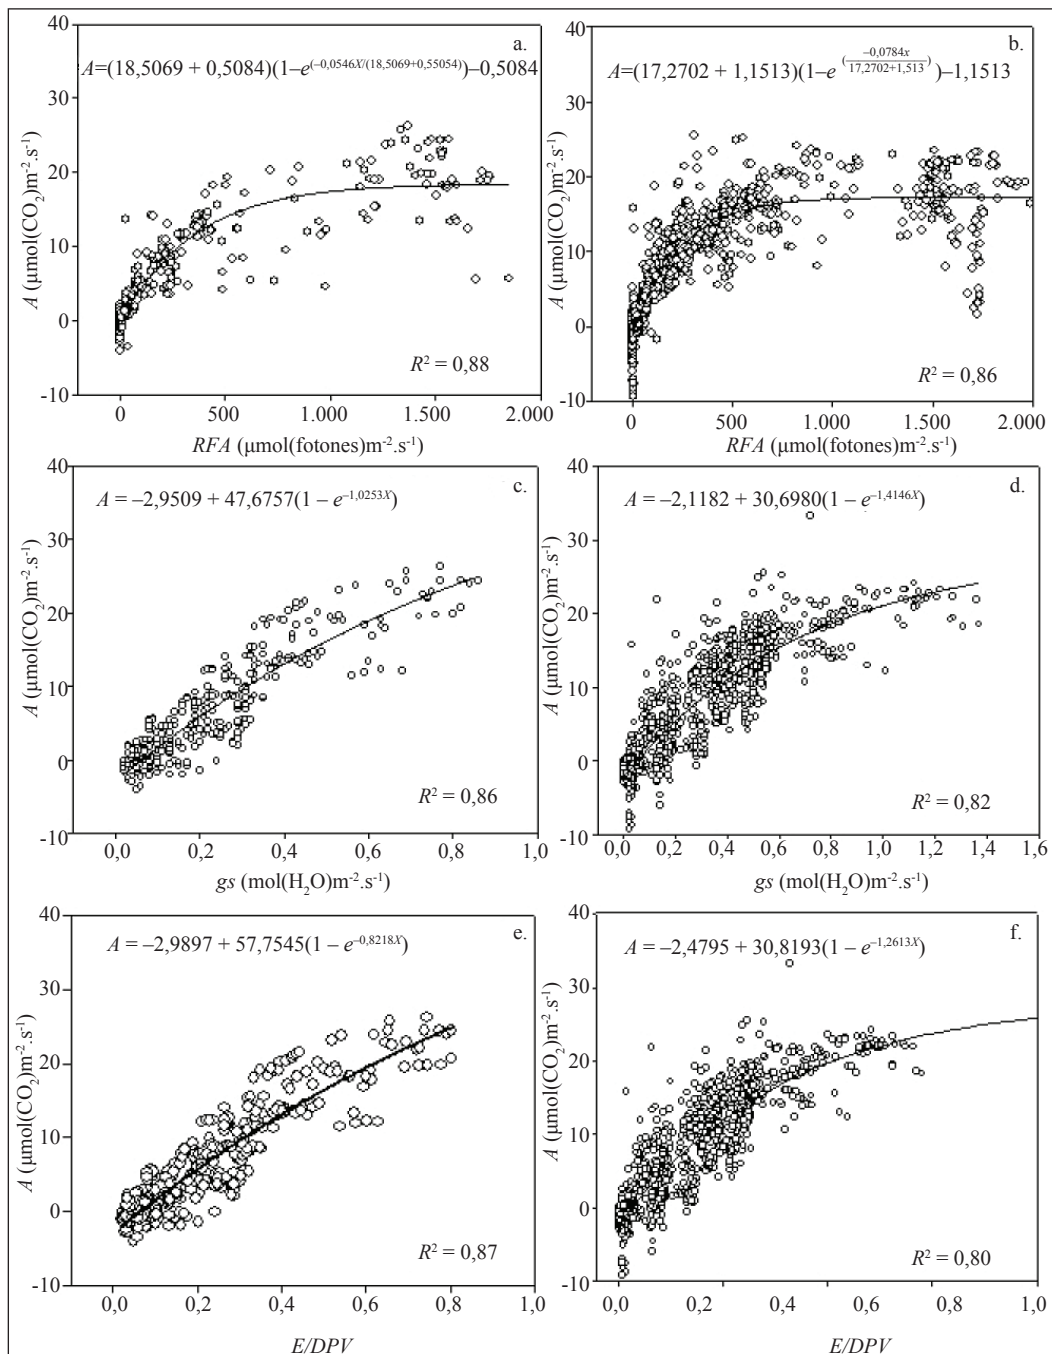 a.
A=(18,5069 + 0,5084)(1–e^(–0,0546X/(18,5069+0,55054))–0,5084
A (μmol(CO₂)m⁻².s⁻¹)
40
30
20
10
0
-10
R² = 0,88
0 500 1.000 1.500 2.000
RFA (μmol(fotones)m⁻².s⁻¹)
b.
A=(17,2702 + 1,1513)(1–e^(–0,0784x/17,2702+1,513))–1,1513
A (μmol(CO₂)m⁻².s⁻¹)
40
30
20
10
0
-10
R² = 0,86
0 500 1.000 1.500 2.000
RFA (μmol(fotones)m⁻².s⁻¹)
c.
A = –2,9509 + 47,6757(1 – e^–1,0253X)
A (μmol(CO₂)m⁻².s⁻¹)
40
30
20
10
0
-10
R² = 0,86
0,0 0,2 0,4 0,6 0,8 1,0
gs (mol(H₂O)m⁻².s⁻¹)
d.
A = –2,1182 + 30,6980(1 – e^–1,4146X)
A (μmol(CO₂)m⁻².s⁻¹)
40
30
20
10
0
-10
R² = 0,82
0,0 0,2 0,4 0,6 0,8 1,0 1,2 1,4 1,6
gs (mol(H₂O)m⁻².s⁻¹)
e.
A = –2,9897 + 57,7545(1 – e^–0,8218X)
A (μmol(CO₂)m⁻².s⁻¹)
40
30
20
10
0
-10
R² = 0,87
0,0 0,2 0,4 0,6 0,8 1,0
E/DPV
f.
A = –2,4795 + 30,8193(1 – e^–1,2613X)
A (μmol(CO₂)m⁻².s⁻¹)
40
30
20
10
0
-10
R² = 0,80
0,0 0,2 0,4 0,6 0,8 1,0
E/DPV